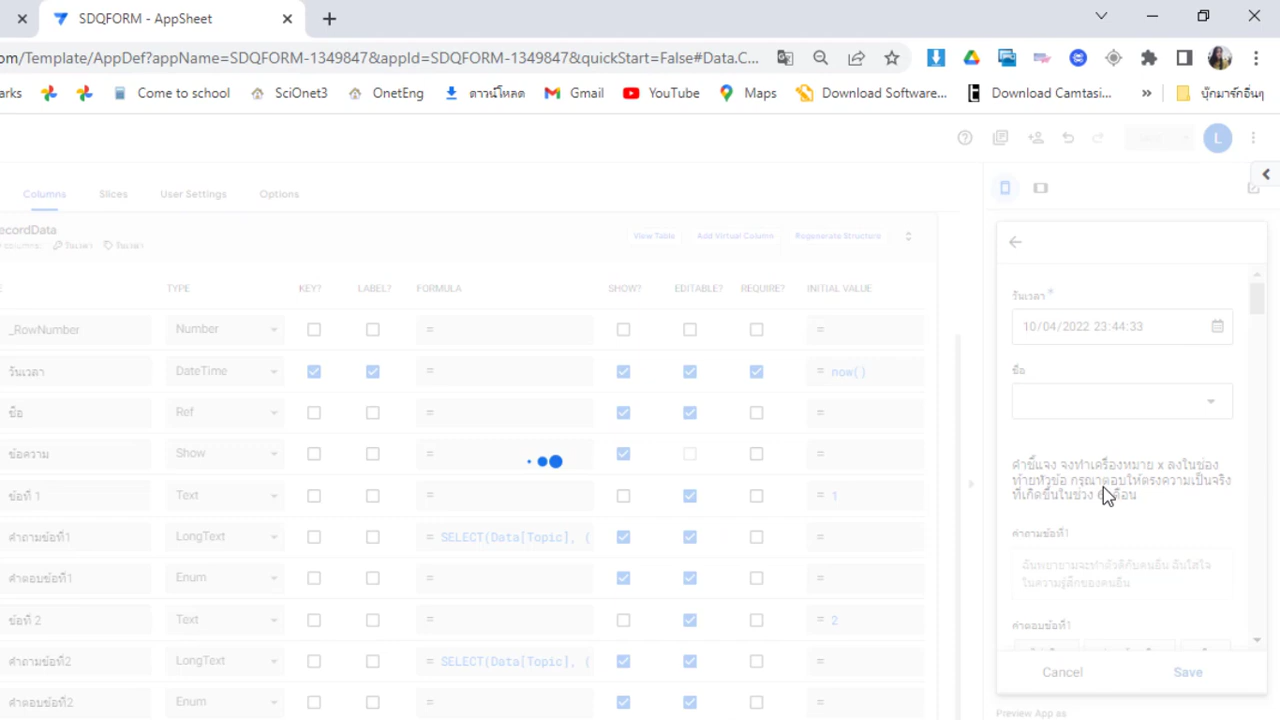 SDQFORM - AppSheet
om/Template/AppDef?appName=SDQFORM-1349847&appId=SDQFORM-1349847&quickStart=False#Data.C...
arks
Come to school
SciOnet3
OnetEng
ดาวน์โหลด
Gmail
YouTube
Maps
Download Software...
Download Camtasi...
»
บุ๊กมาร์กอื่นๆ
L
Columns
Slices
User Settings
Options
ecordData
วันเวลา
วันเวลา
View Table
Add Virtual Column
Regenerate Structure
TYPE
KEY?
LABEL?
FORMULA
SHOW?
EDITABLE?
REQUIRE?
INITIAL VALUE
_RowNumber Number = =
วันเวลา DateTime = = now()
ชื่อ Ref = =
ข้อความ Show = =
ข้อที่ 1 Text = = 1
คำถามข้อที่1 LongText = SELECT(Data[Topic], ( =
คำตอบข้อที่1 Enum = =
ข้อที่ 2 Text = = 2
คำถามข้อที่2 LongText = SELECT(Data[Topic], ( =
คำตอบข้อที่2 Enum = =
วันเวลา *
10/04/2022 23:44:33
ชื่อ
คำชี้แจง จงทำเครื่องหมาย x ลงในช่อง
ท้ายหัวข้อ กรุณาตอบให้ตรงความเป็นจริง
ที่เกิดขึ้นในช่วง 6 เดือน
คำถามข้อที่1
ฉันพยายามจะทำตัวดีกับคนอื่น ฉันใส่ใจ
ในความรู้สึกของคนอื่น
คำตอบข้อที่1
Cancel
Save
Preview App as